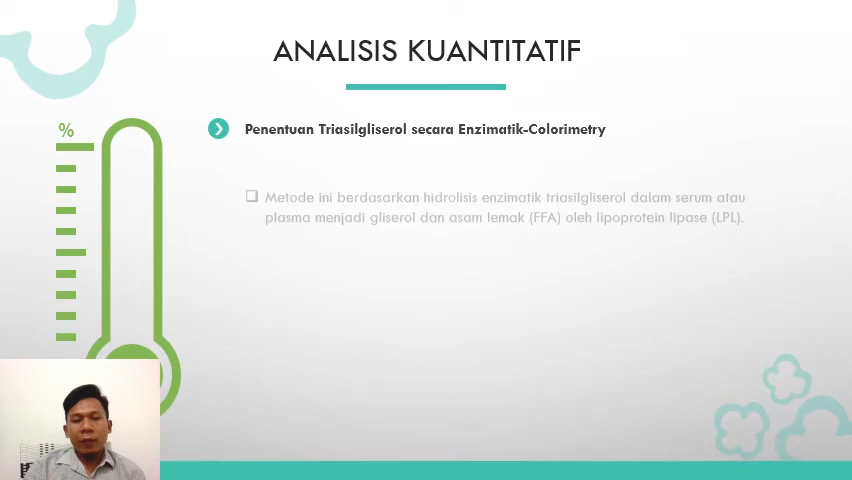 ANALISIS KUANTITATIF
%
Penentuan Triasilgliserol secara Enzimatik-Colorimetry
Metode ini berdasarkan hidrolisis enzimatik triasilgliserol dalam serum atau
plasma menjadi gliserol dan asam lemak (FFA) oleh lipoprotein lipase (LPL).